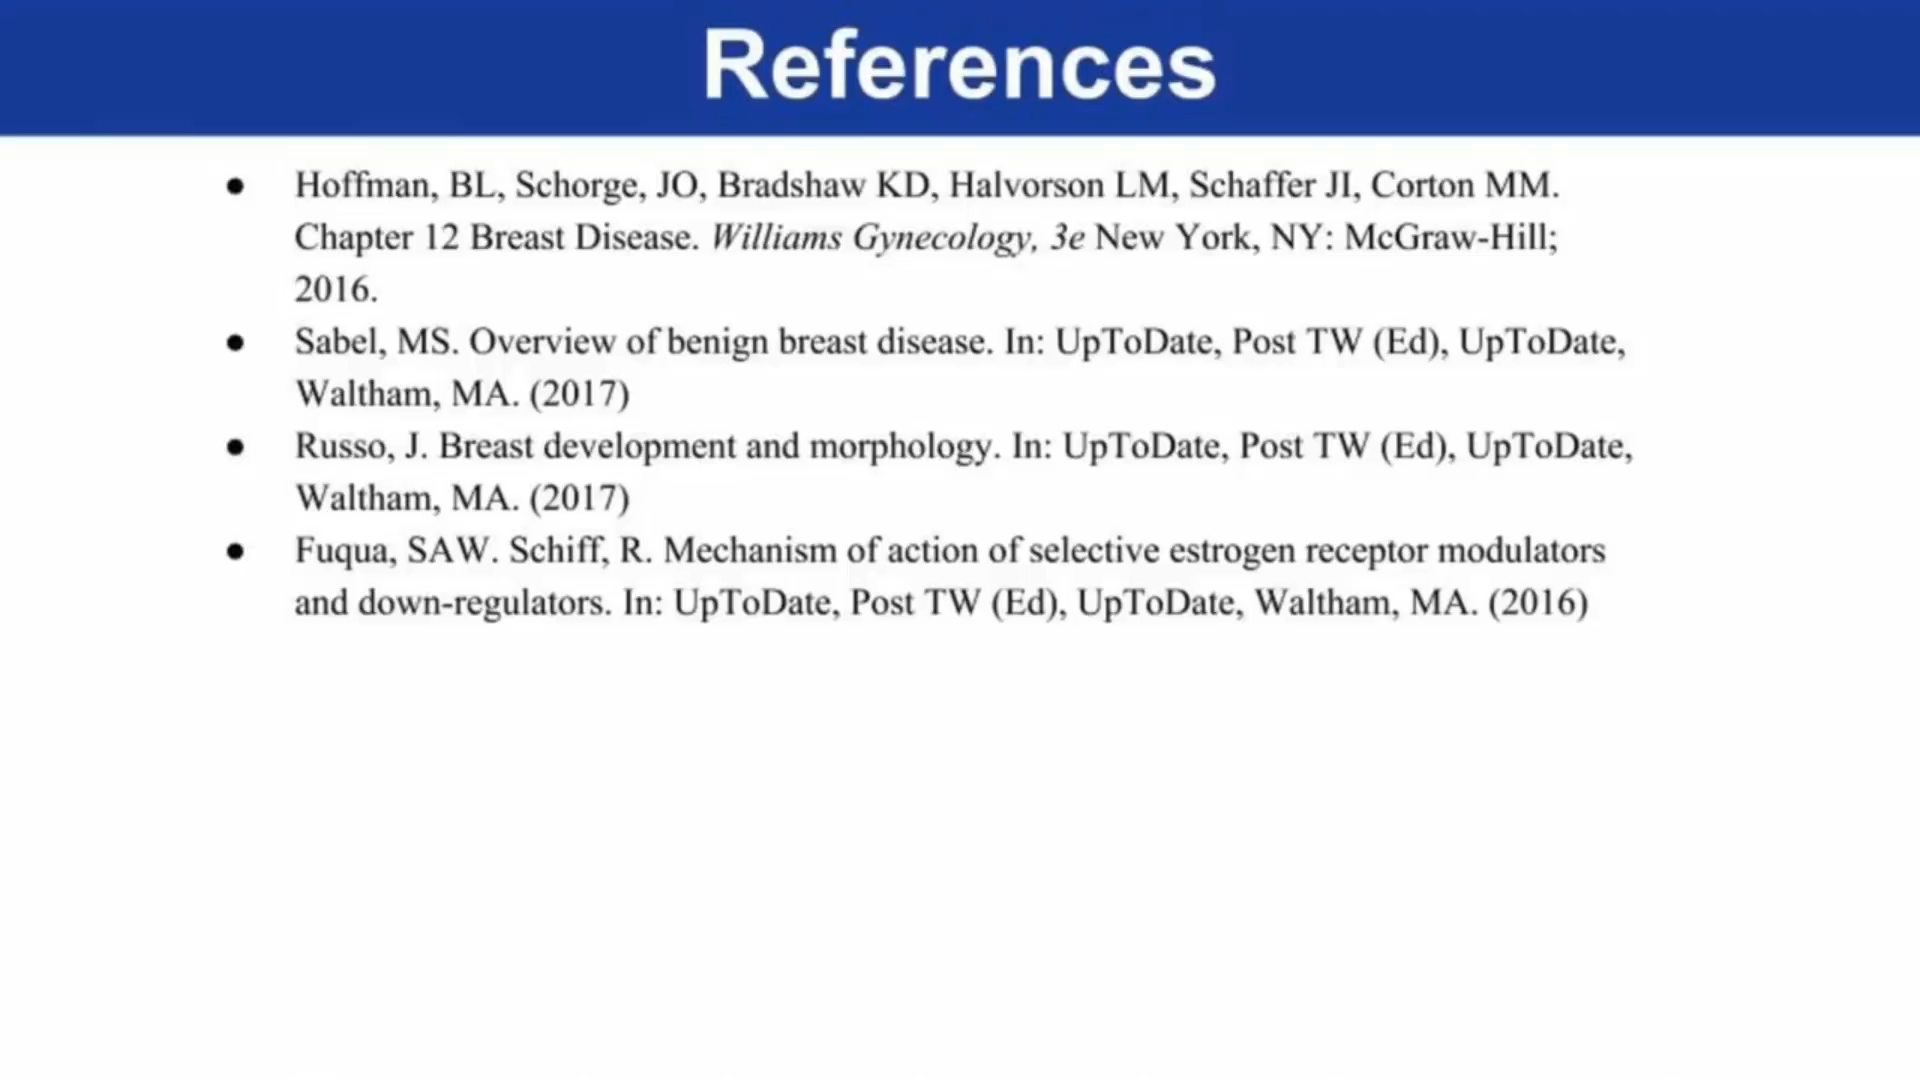 References
● Hoffman, BL, Schorge, JO, Bradshaw KD, Halvorson LM, Schaffer JI, Corton MM.
Chapter 12 Breast Disease. Williams Gynecology, 3e New York, NY: McGraw-Hill;
2016.
● Sabel, MS. Overview of benign breast disease. In: UpToDate, Post TW (Ed), UpToDate,
Waltham, MA. (2017)
● Russo, J. Breast development and morphology. In: UpToDate, Post TW (Ed), UpToDate,
Waltham, MA. (2017)
● Fuqua, SAW. Schiff, R. Mechanism of action of selective estrogen receptor modulators
and down-regulators. In: UpToDate, Post TW (Ed), UpToDate, Waltham, MA. (2016)